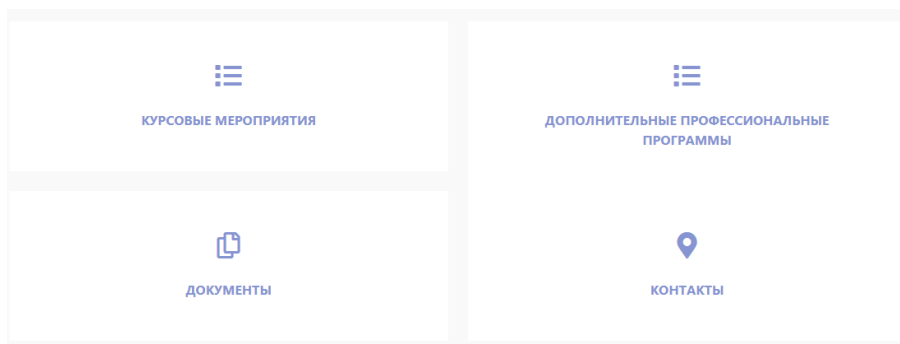 КУРСОВЫЕ МЕРОПРИЯТИЯ
ДОПОЛНИТЕЛЬНЫЕ ПРОФЕССИОНАЛЬНЫЕ
ПРОГРАММЫ
ДОКУМЕНТЫ
КОНТАКТЫ